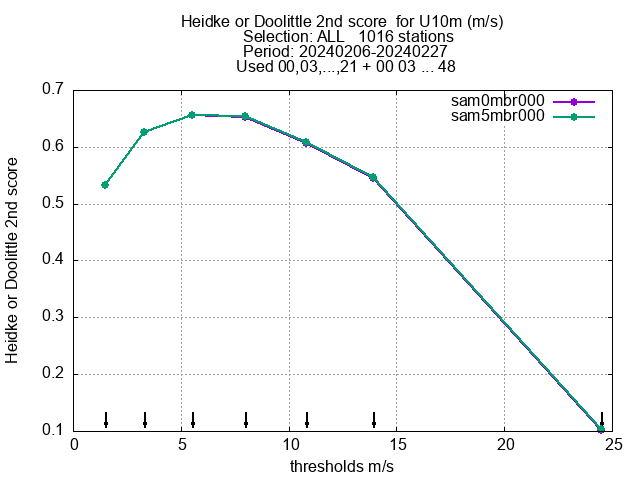 Heidke or Doolittle 2nd score  for U10m (m/s)
Selection: ALL   1016 stations
Period: 20240206-20240227
Used 00,03,...,21 + 00 03 ... 48
sam0mbr000
sam5mbr000
Heidke or Doolittle 2nd score
0.7
0.6
0.5
0.4
0.3
0.2
0.1
0 5 10 15 20 25
thresholds m/s